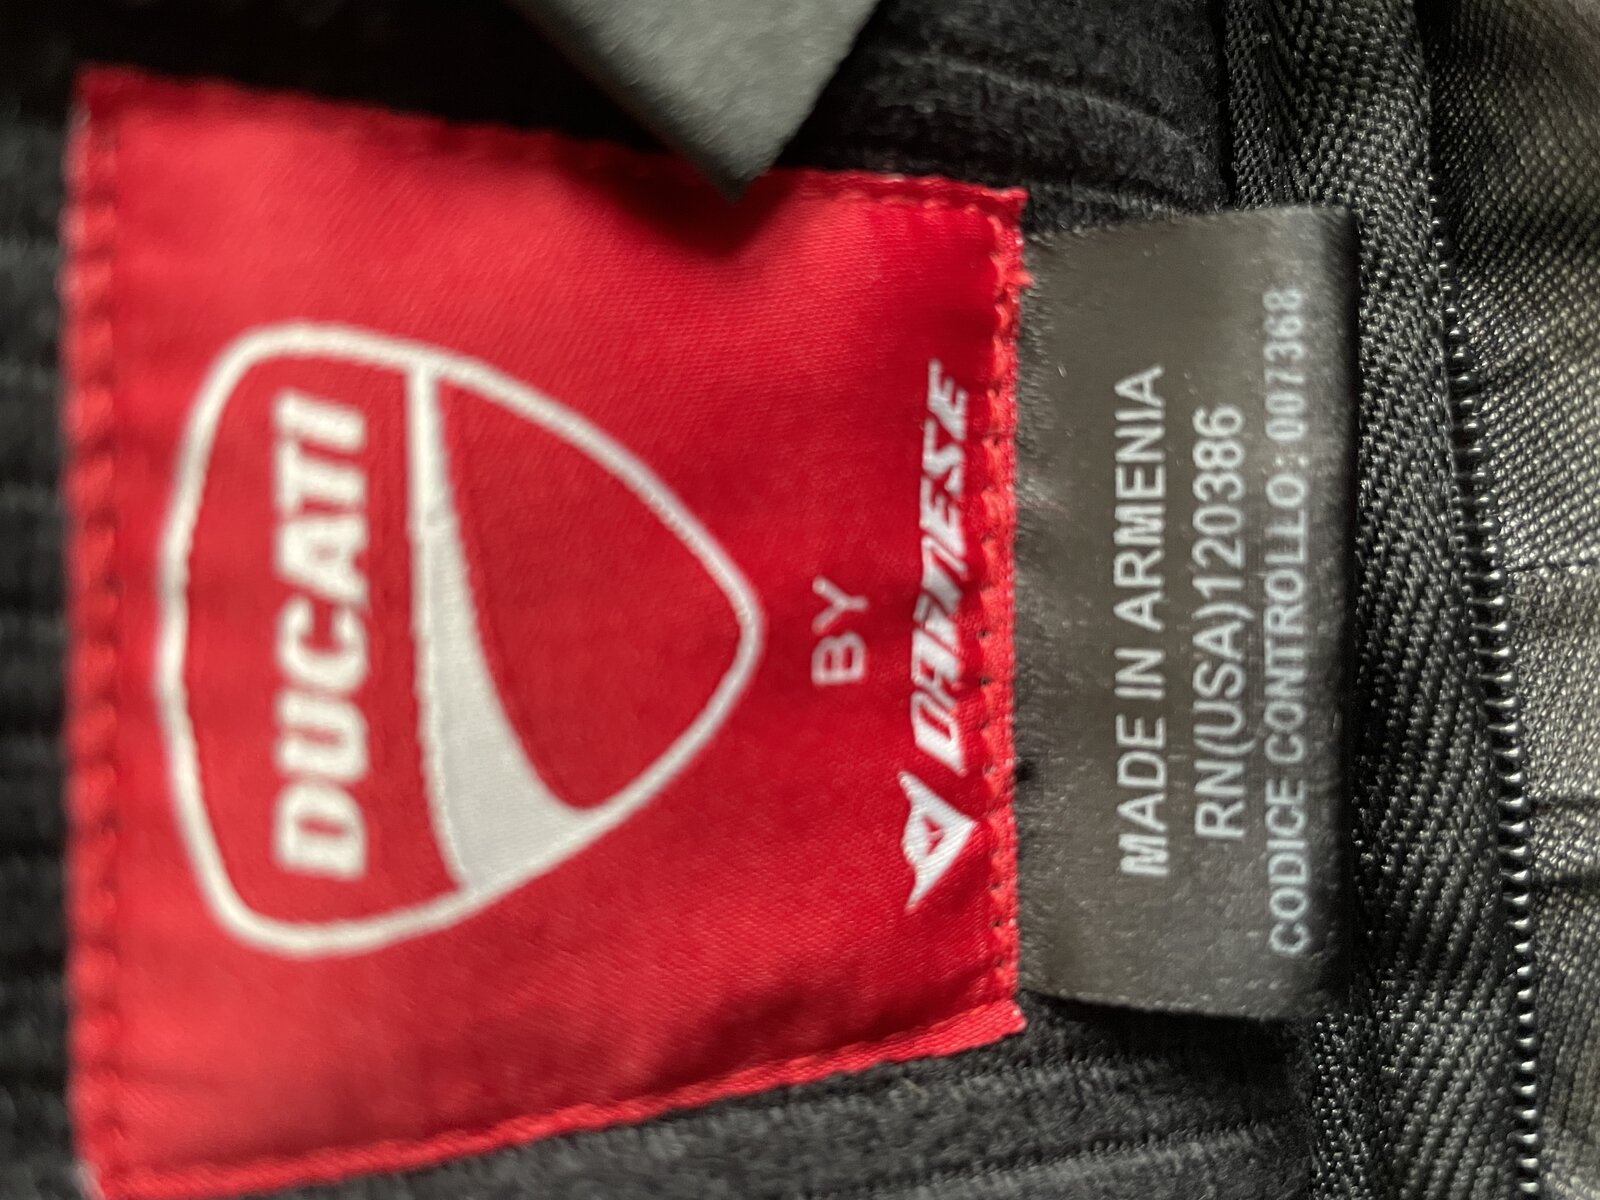 DUCATI
BY
DAINESE
MADE IN ARMENIA
RN(USA)120386
CODICE CONTROLLO: 007368